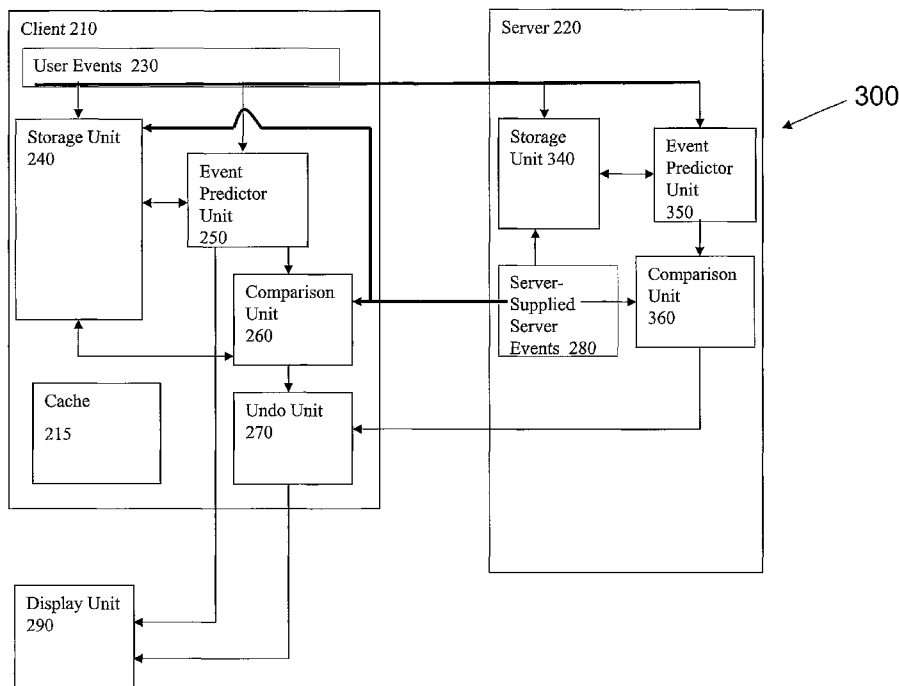 Client 210
User Events 230
Storage Unit
240
Event
Predictor
Unit
250
Comparison
Unit
260
Cache
215
Undo Unit
270
Display Unit
290
Server 220
Storage
Unit 340
Event
Predictor
Unit
350
Server-
Supplied
Server
Events 280
Comparison
Unit
360
300